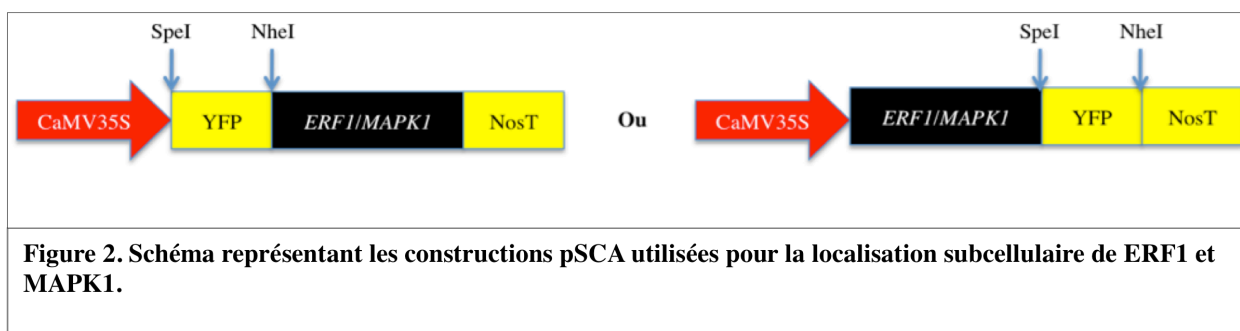 SpeI NheI SpeI NheI
CaMV35S YFP ERF1/MAPK1 NosT Ou CaMV35S ERF1/MAPK1 YFP NosT
Figure 2. Schéma représentant les constructions pSCA utilisées pour la localisation subcellulaire de ERF1 et
MAPK1.